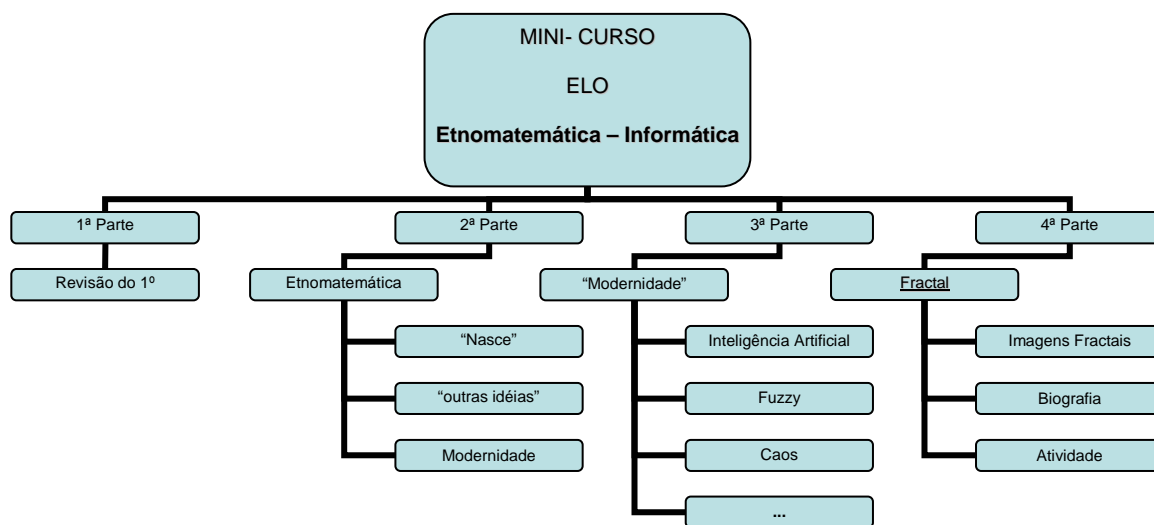 MINI- CURSO
ELO
Etnomatemática – Informática
1ª Parte
2ª Parte
3ª Parte
4ª Parte
Revisão do 1º
Etnomatemática
“Modernidade”
Fractal
“Nasce”
Inteligência Artificial
Imagens Fractais
“outras idéias”
Fuzzy
Biografia
Modernidade
Caos
Atividade
...